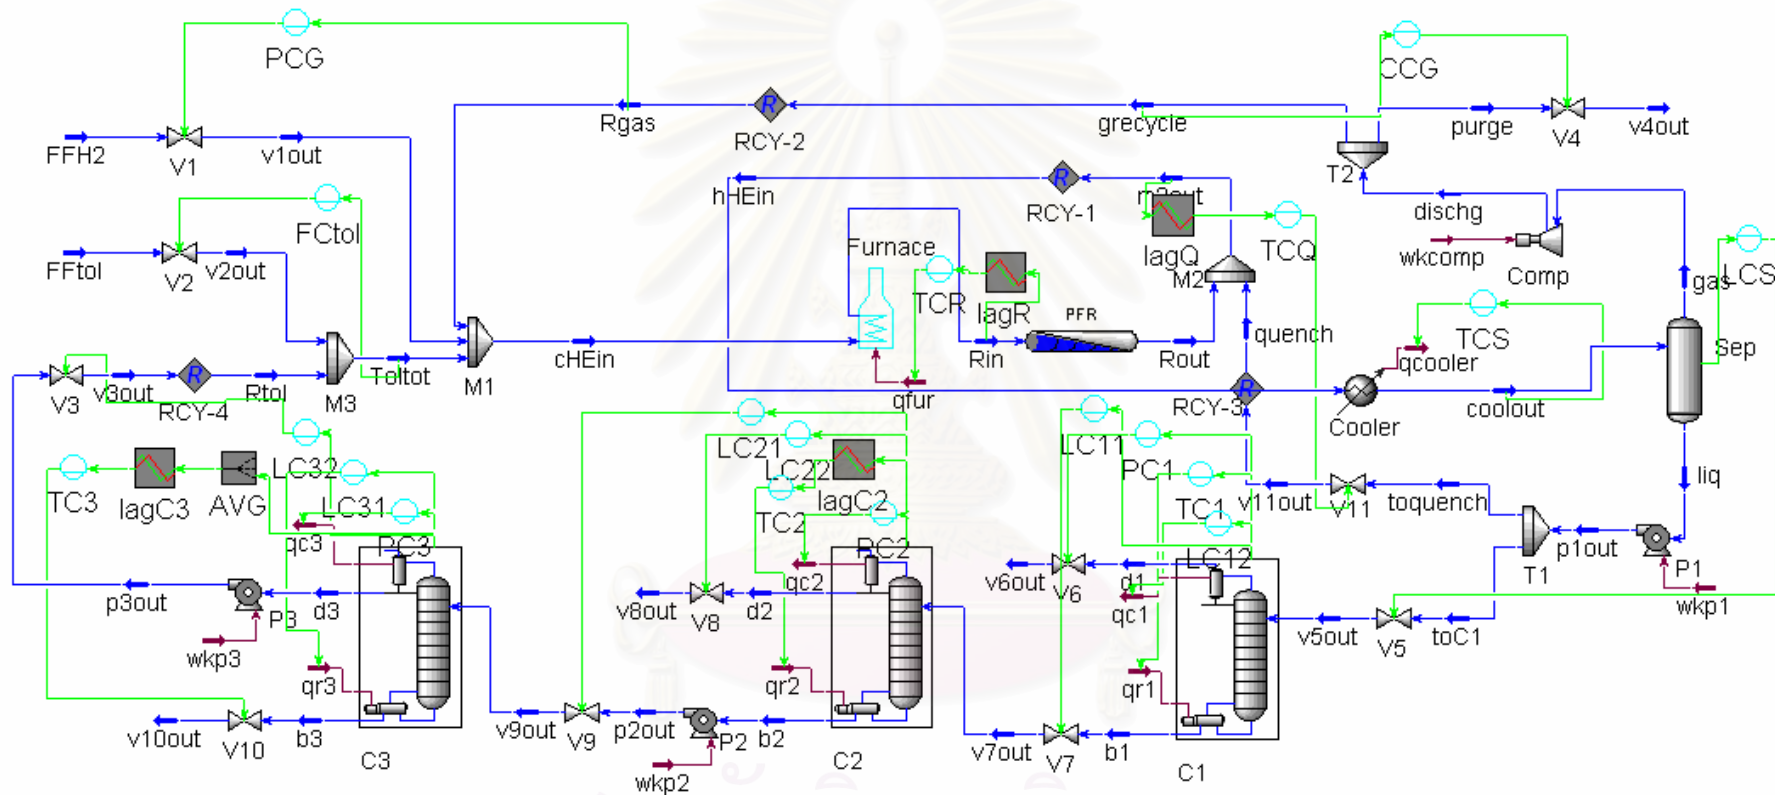 PCG
CCG
FFH2
V1
v1out
Rgas
RCY-2
grecycle
purge
V4
v4out
T2
FCtol
hHEin
RCY-1
lagQ
TCQ
M2
dischg
wkcomp
Comp
gas
LCS
FFtol
V2
v2out
Furnace
TCR
lagR
PFR
quench
TCS
qcooler
Sep
V3
v3out
RCY-4
Rtol
M3
Toltot
M1
cHEin
qfur
Rin
Rout
RCY-3
Cooler
coolout
liq
TC3
lagC3
AVG
LC32
LC31
PC3
qc3
LC21
LC22
lagC2
TC2
PC2
qc2
LC11
PC1
TC1
LC12
qc1
v11out
V11
toquench
T1
p1out
P1
wkp1
p3out
P3
d3
wkp3
qr3
v8out
V8
d2
qr2
v6out
V6
d1
qr1
v5out
V5
toC1
v10out
V10
b3
C3
v9out
V9
p2out
P2
b2
wkp2
C2
v7out
V7
b1
C1